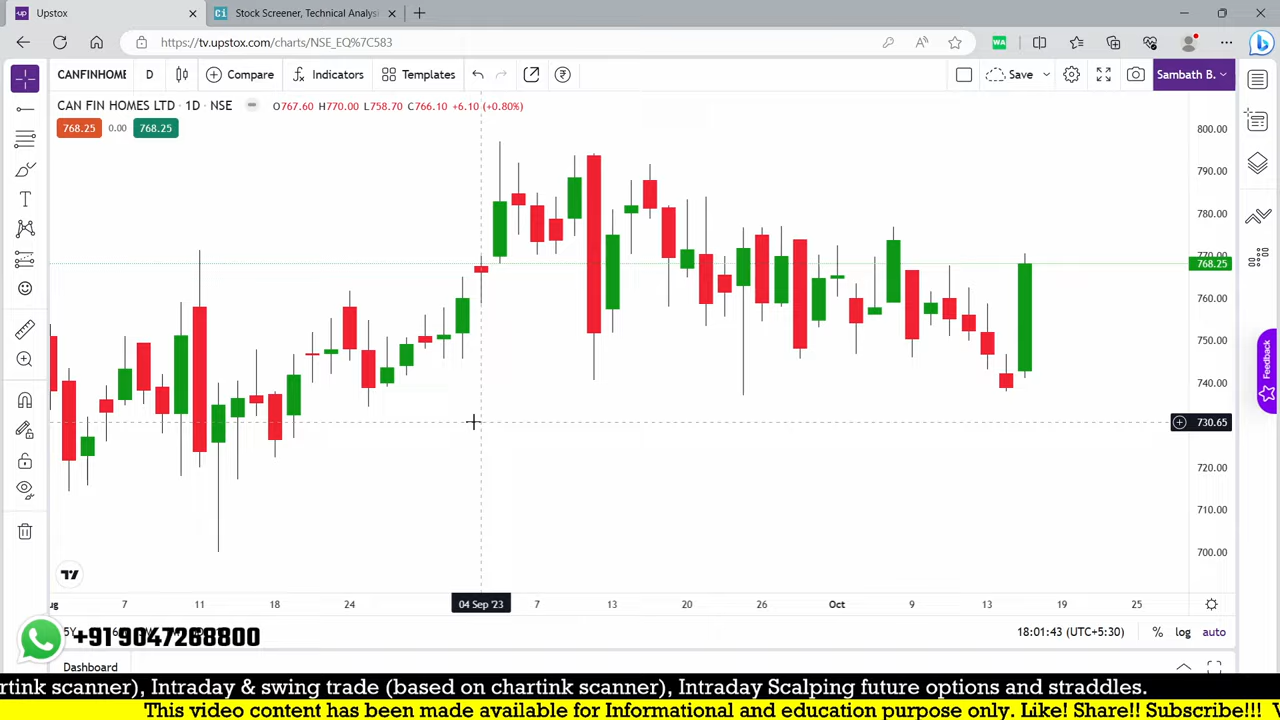 Upstox
Stock Screener, Technical Analysi
https://tv.upstox.com/charts/NSE_EQ%7C583
CANFINHOME D Compare Indicators Templates Save Sambath B.
CAN FIN HOMES LTD · 1D · NSE O767.60 H770.00 L758.70 C766.10 +6.10 (+0.80%)
768.25 0.00 768.25
800.00
790.00
780.00
770.00
768.25
760.00
750.00
740.00
730.65
720.00
710.00
700.00
Feedback
ug 7 11 18 24 04 Sep '23 7 13 20 26 Oct 9 13 19 25
5Y
18:01:43 (UTC+5:30) % log auto
+91 9047268800
Dashboard
rtink scanner), Intraday & swing trade (based on chartink scanner), Intraday Scalping future options and straddles.
This video content has been made available for Informational and education purpose only. Like! Share!! Subscribe!!!